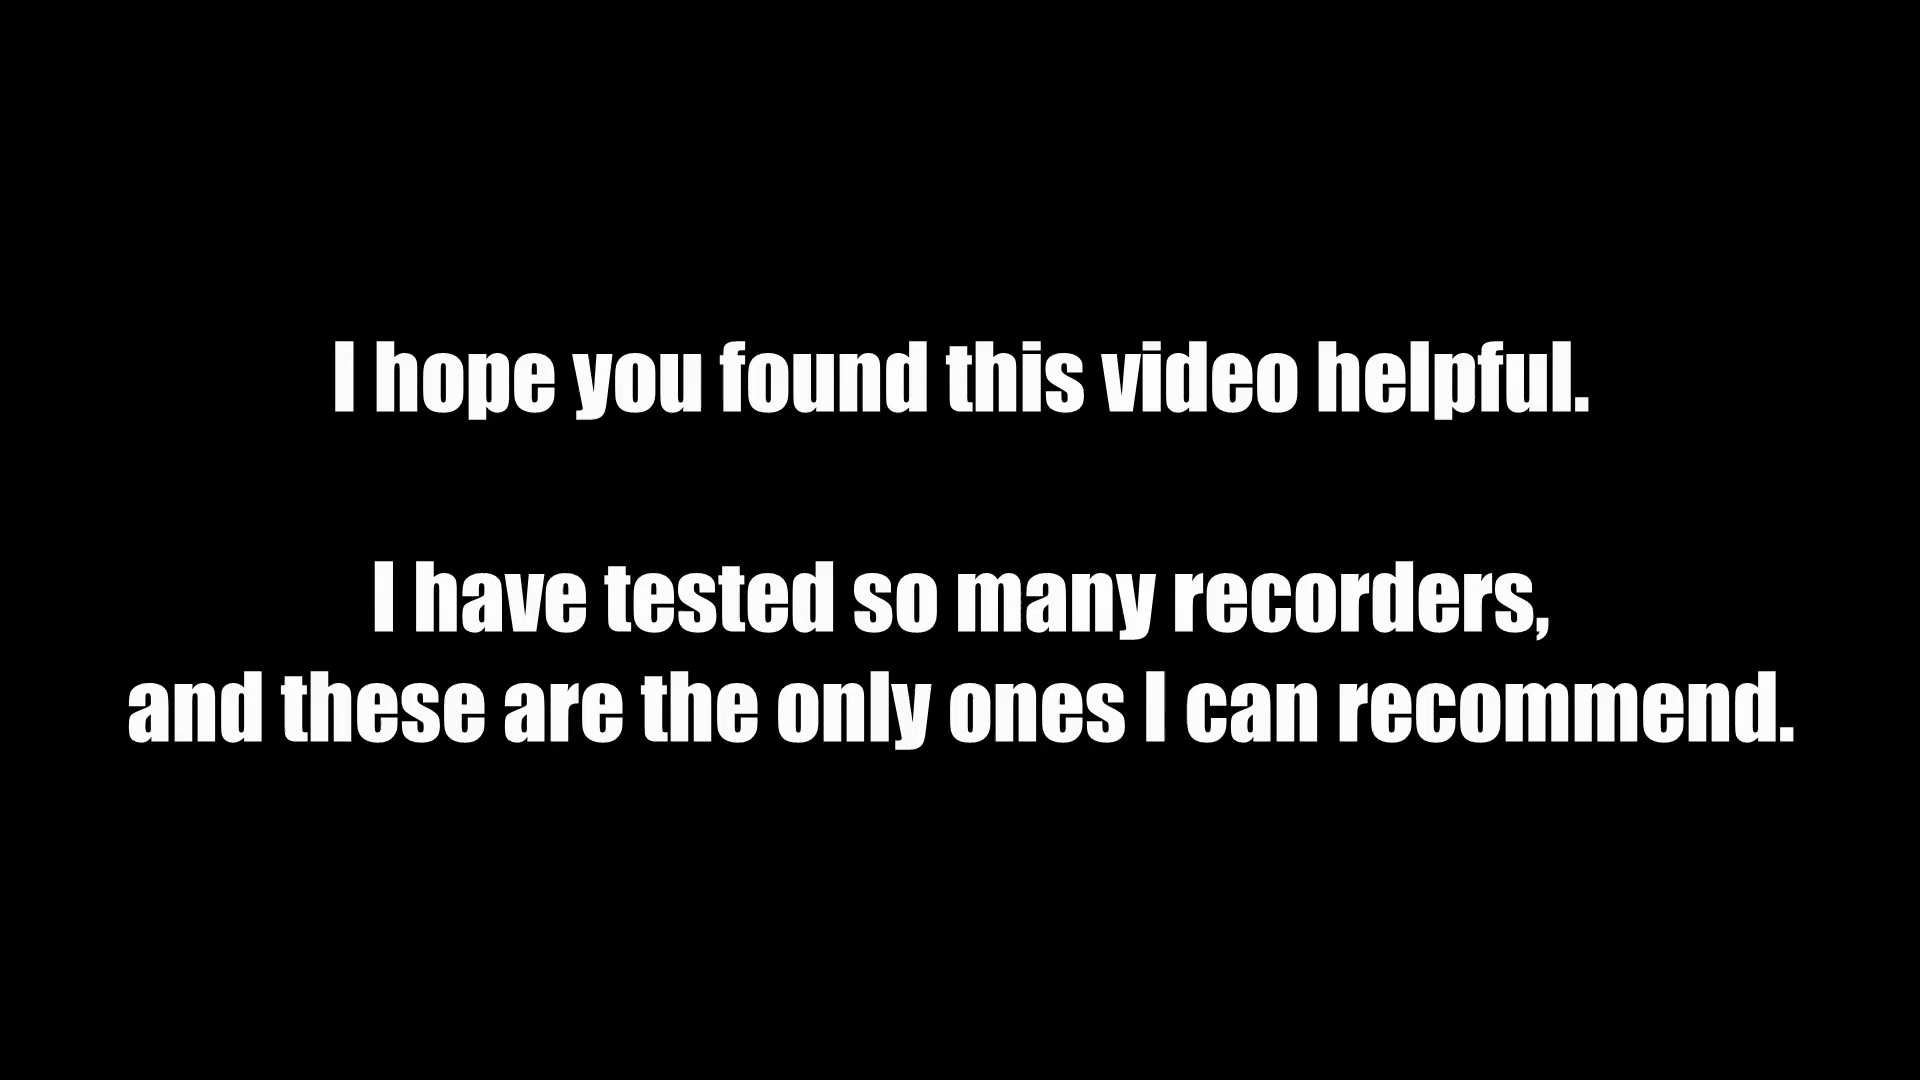 I hope you found this video helpful.
I have tested so many recorders,
and these are the only ones I can recommend.